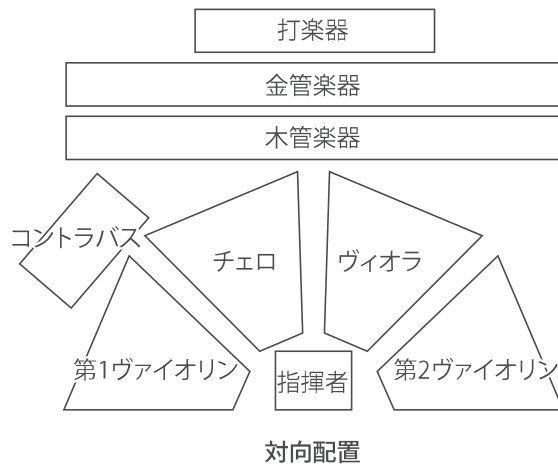 打楽器
金管楽器
木管楽器
コントラバス
チェロ
ヴィオラ
第1ヴァイオリン
指揮者
第2ヴァイオリン
対向配置